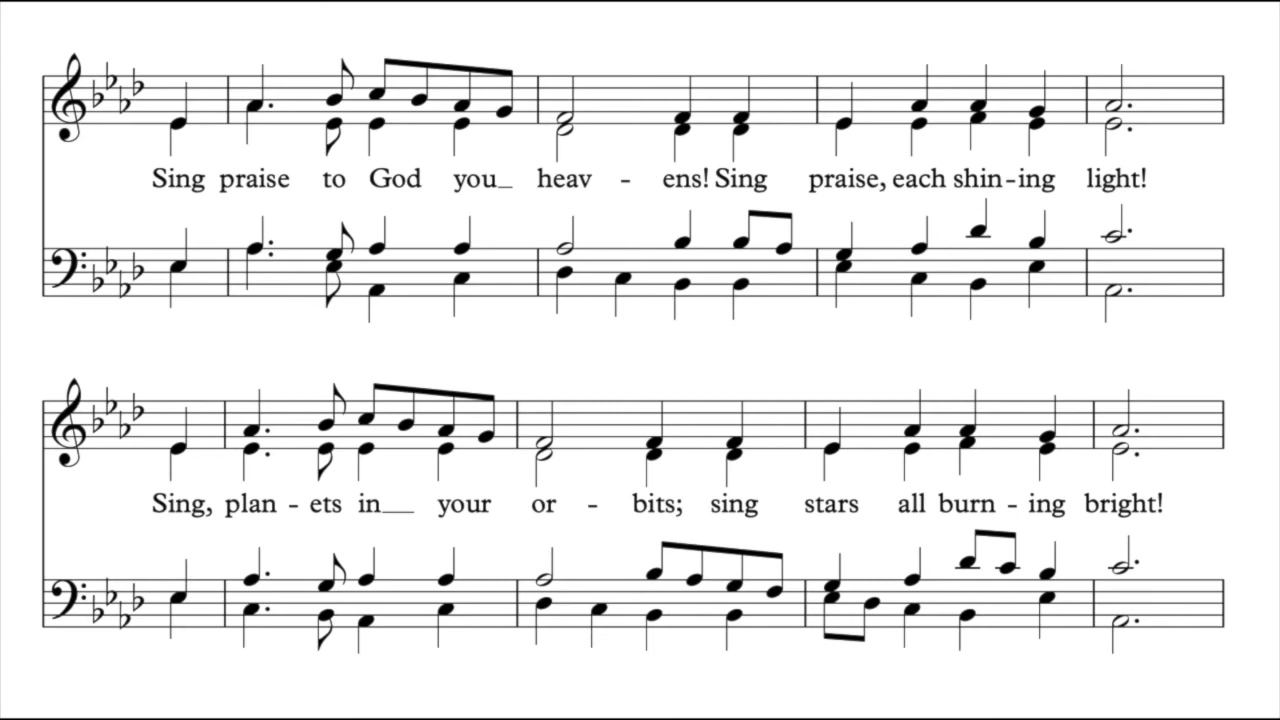 Sing praise to God you_ heav - ens! Sing praise, each shin-ing light!
Sing, plan - ets in__ your or - bits; sing stars all burn - ing bright!